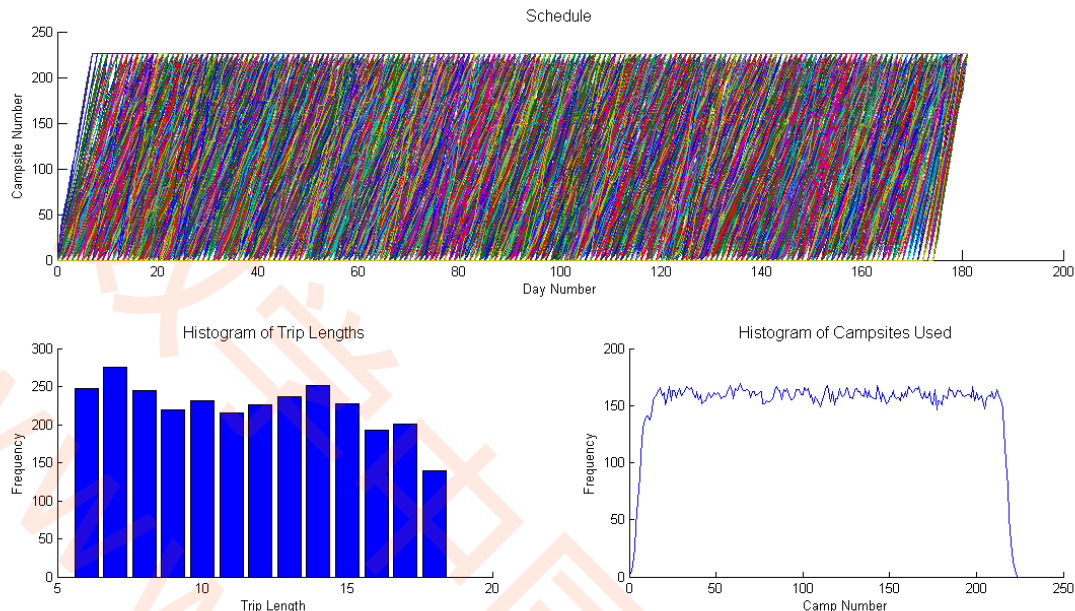 Schedule
250
200
150
100
50
0
Campsite Number
0 20 40 60 80 100 120 140 160 180 200
Day Number
Histogram of Trip Lengths
300
250
200
150
100
50
0
Frequency
5 10 15 20
Trip Length
Histogram of Campsites Used
200
150
100
50
0
Frequency
0 50 100 150 200 250
Camp Number